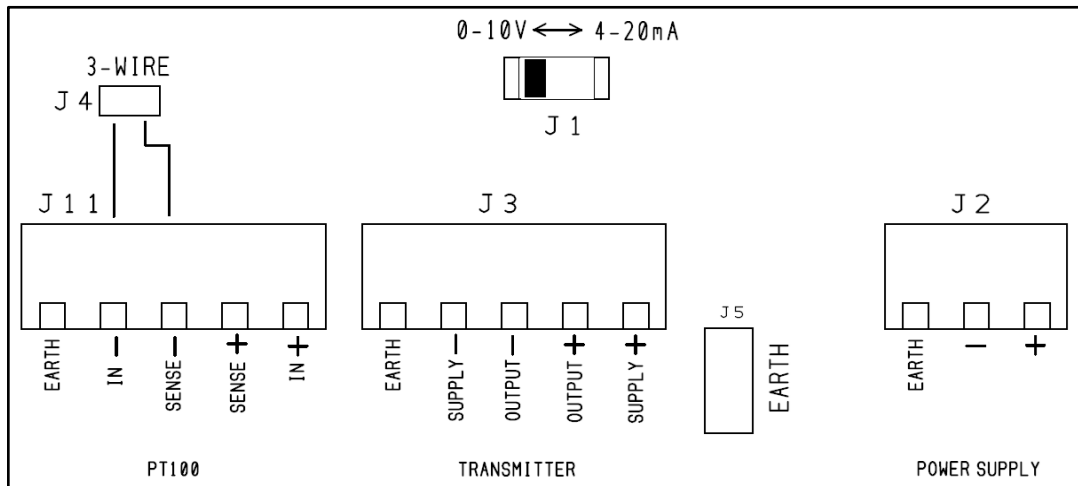 0-10V ↔ 4-20mA
J1
3-WIRE
J4
J11
EARTH
IN -
SENSE -
SENSE +
IN +
PT100
J3
EARTH
SUPPLY -
OUTPUT -
OUTPUT +
SUPPLY +
TRANSMITTER
J5
EARTH
J2
EARTH
-
+
POWER SUPPLY